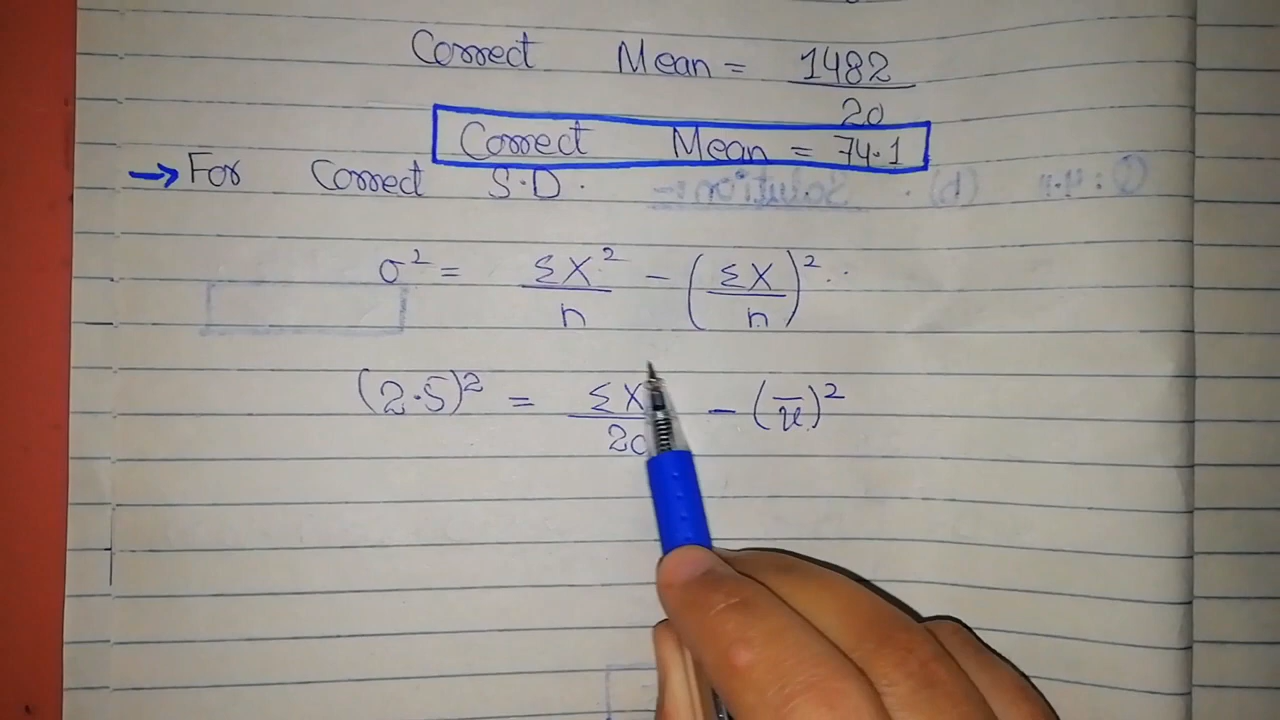 Correct Mean = 1482/20
Correct Mean = 74.1
→ For Correct S.D.
σ² = ΣX²/n − (ΣX/n)²
(2.5)² = ΣX/20 − (x̄)²